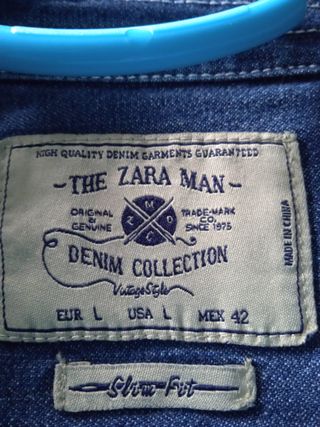 HIGH QUALITY DENIM GARMENTS GUARANTEED
-THE ZARA MAN-
ORIGINAL & GENUINE
M
Z D
C
TRADE-MARK CO. SINCE 1975
DENIM COLLECTION
Vintage Style
EUR L USA L MEX 42
MADE IN CHINA
Slim Fit